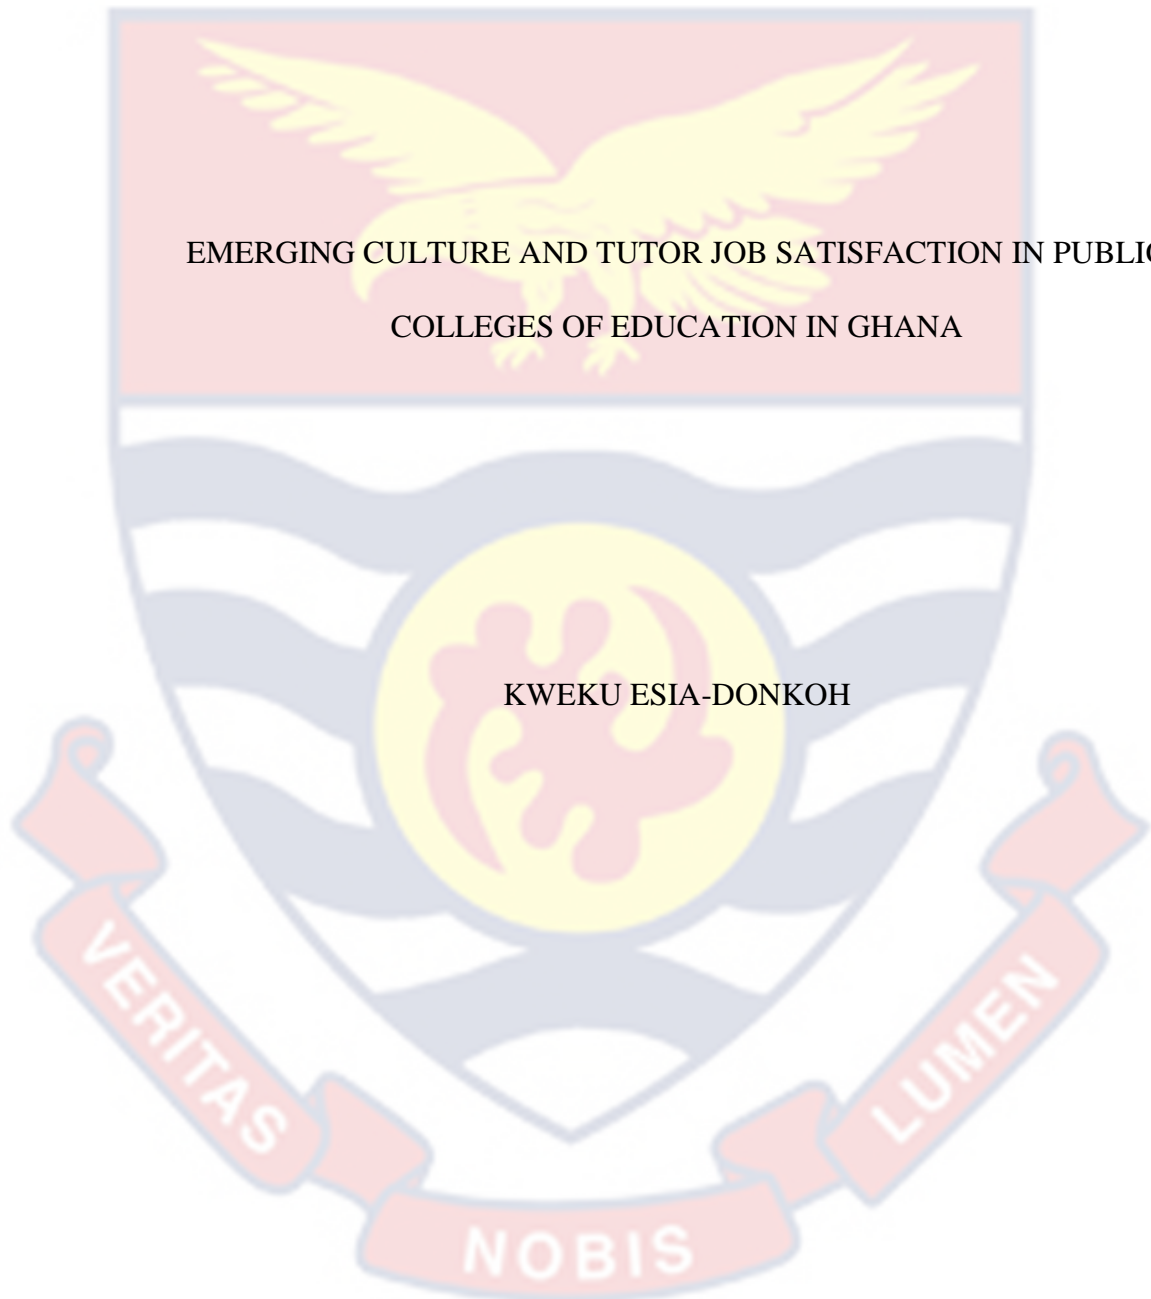 EMERGING CULTURE AND TUTOR JOB SATISFACTION IN PUBLIC
COLLEGES OF EDUCATION IN GHANA
KWEKU ESIA-DONKOH
VERITAS
NOBIS
LUMEN